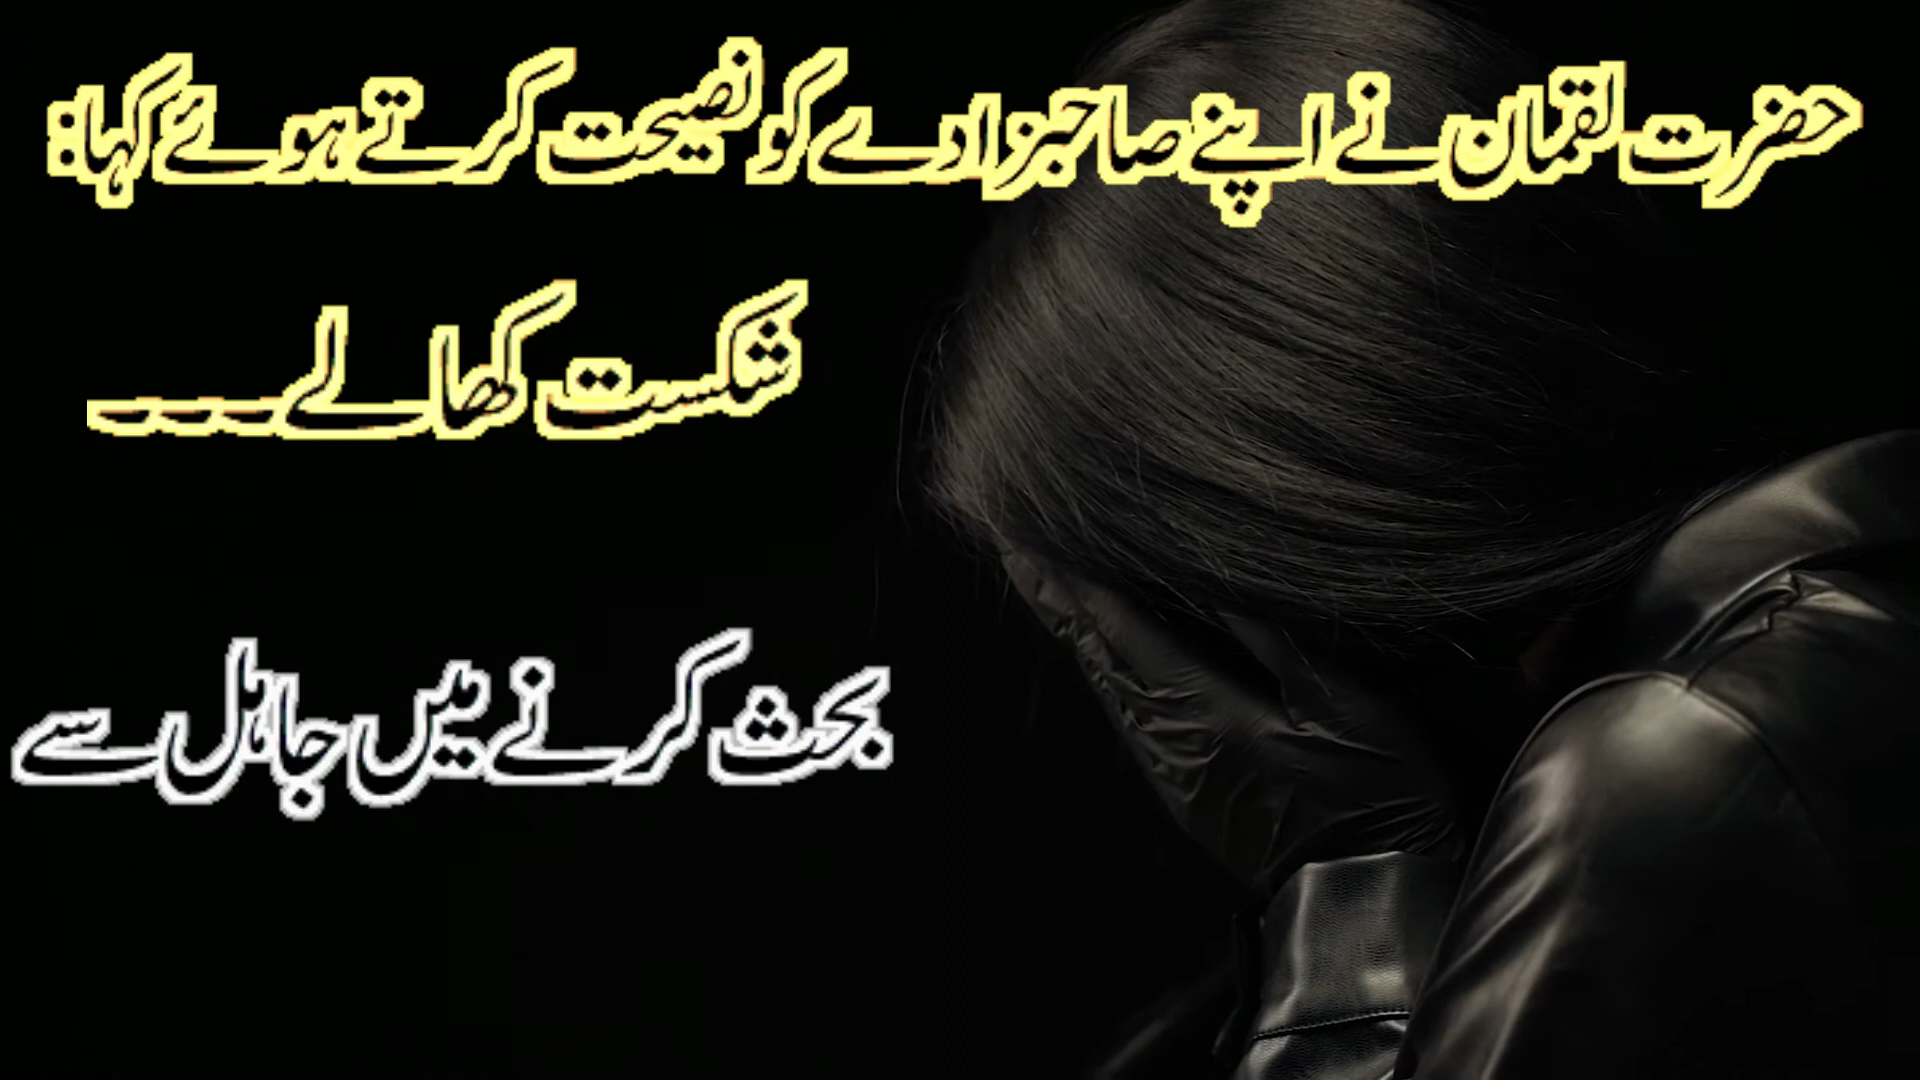 حضرت لقمان نے اپنے صاحبزادے کو نصیحت کرتے ہوئے کہا:
شکست کھا لے۔۔۔
بحث کرنے میں جاہل سے